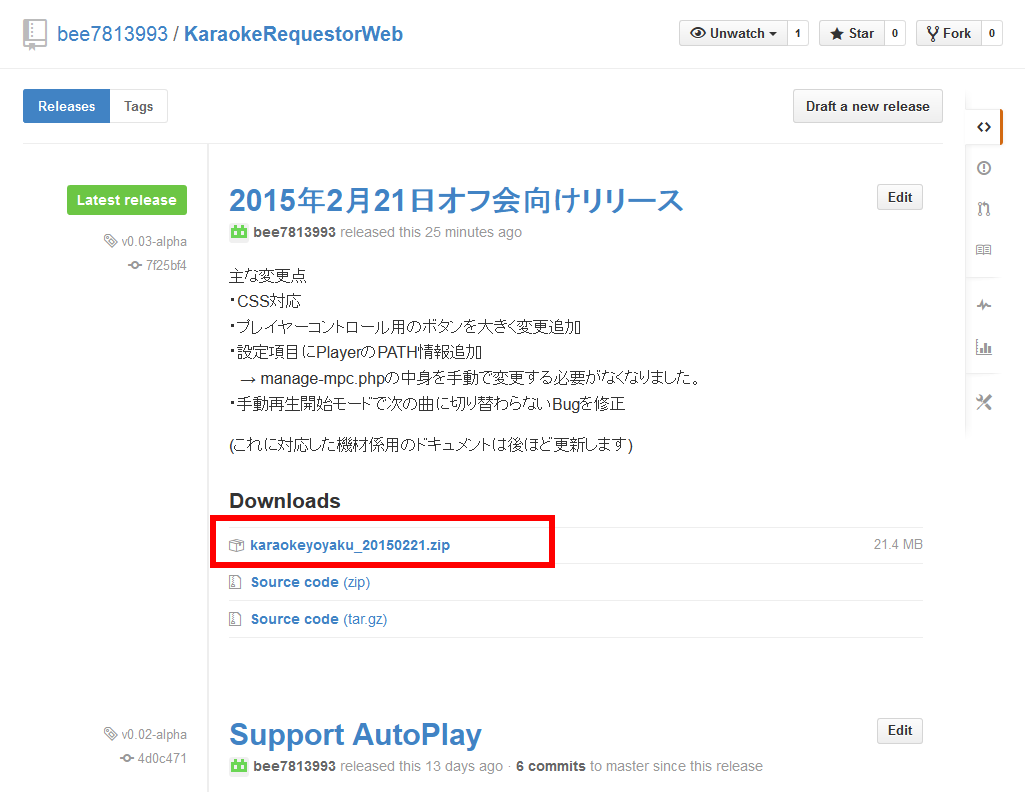 bee7813993 / KaraokeRequestorWeb
Unwatch 1 Star 0 Fork 0
Releases Tags Draft a new release
Latest release
v0.03-alpha
7f25bf4
2015年2月21日オフ会向けリリース Edit
bee7813993 released this 25 minutes ago
主な変更点
・CSS対応
・プレイヤーコントロール用のボタンを大きく変更追加
・設定項目にPlayerのPATH情報追加
→ manage-mpc.phpの中身を手動で変更する必要がなくなりました。
・手動再生開始モードで次の曲に切り替わらないBugを修正
(これに対応した機材係用のドキュメントは後ほど更新します)
Downloads
karaokeyoyaku_20150221.zip 21.4 MB
Source code (zip)
Source code (tar.gz)
v0.02-alpha
4d0c471
Support AutoPlay Edit
bee7813993 released this 13 days ago · 6 commits to master since this release